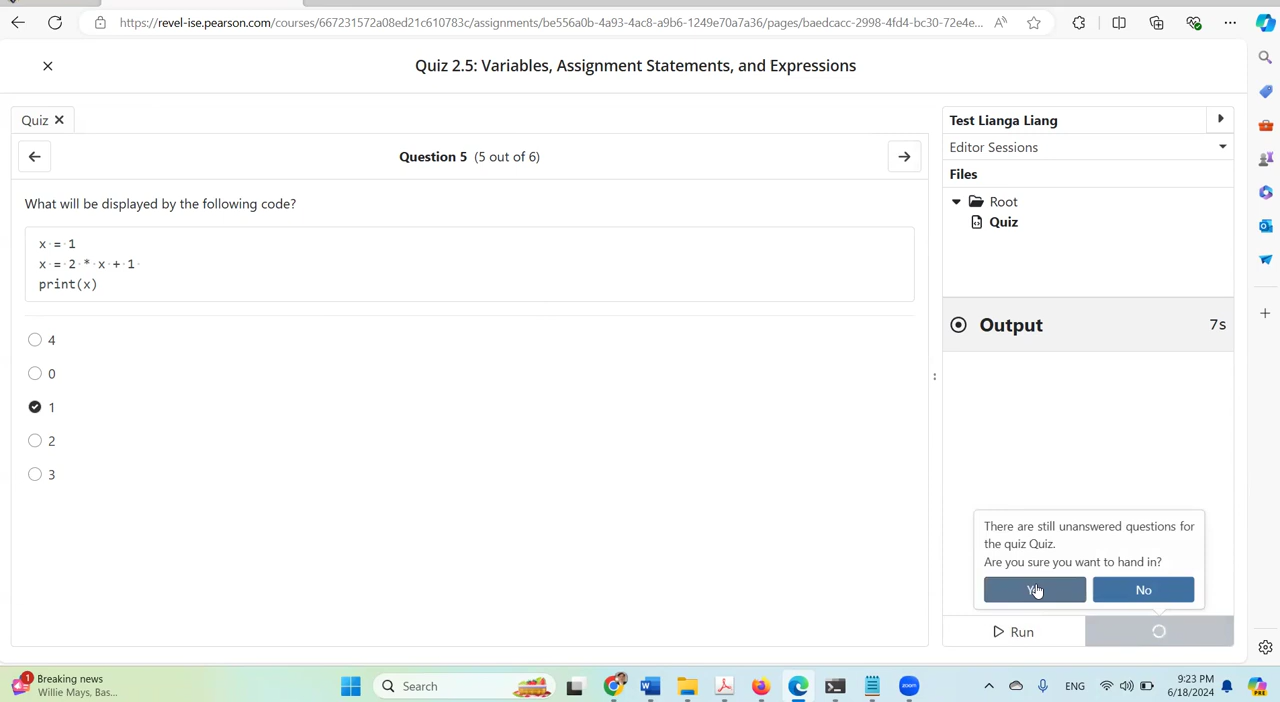 https://revel-ise.pearson.com/courses/667231572a08ed21c610783c/assignments/be556a0b-4a93-4ac8-a9b6-1249e70a7a36/pages/baedcacc-2998-4fd4-bc30-72e4e...
Quiz 2.5: Variables, Assignment Statements, and Expressions
Quiz
Question 5 (5 out of 6)
What will be displayed by the following code?
x = 1
x = 2 * x + 1
print(x)
4
0
1
2
3
Test Lianga Liang
Editor Sessions
Files
Root
Quiz
Output 7s
There are still unanswered questions for
the quiz Quiz.
Are you sure you want to hand in?
No
Run
1
Breaking news
Willie Mays, Bas...
Search
zoom
ENG
9:23 PM
6/18/2024
PRE